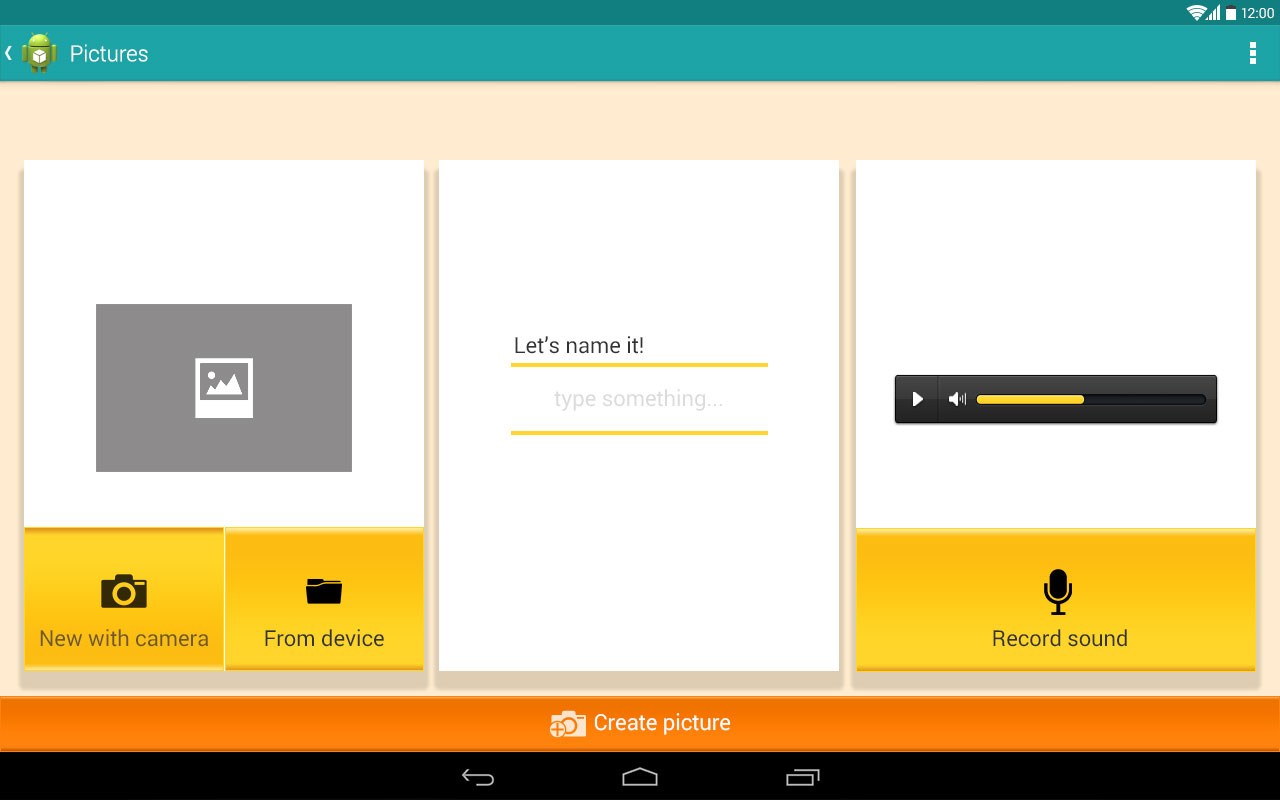 12:00
Pictures
Let's name it!
type something...
New with camera
From device
Record sound
Create picture